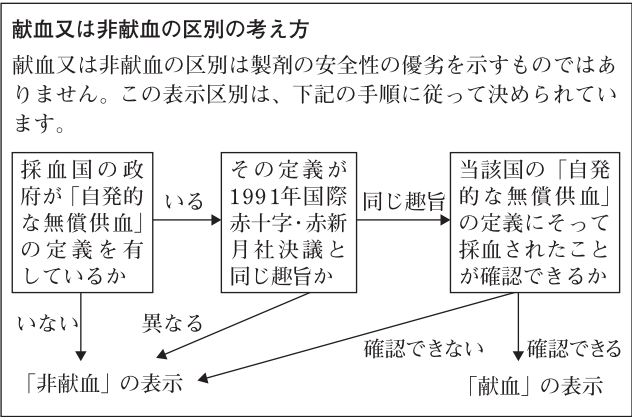 献血又は非献血の区別の考え方
献血又は非献血の区別は製剤の安全性の優劣を示すものではあ
りません。この表示区別は、下記の手順に従って決められてい
ます。
採血国の政
府が「自発的
な無償供血」
の定義を有
しているか
いる
その定義が
1991年国際
赤十字・赤新
月社決議と
同じ趣旨か
同じ趣旨
当該国の「自発
的な無償供血」
の定義にそって
採血されたこと
が確認できるか
いない
異なる
確認できない
確認できる
「非献血」の表示
「献血」の表示